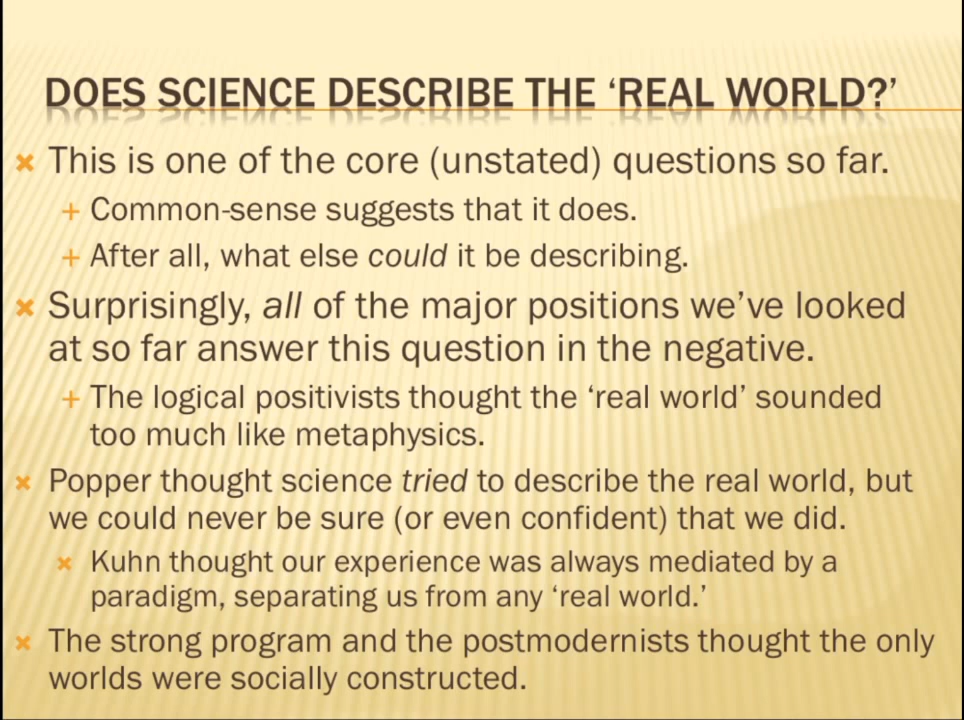 DOES SCIENCE DESCRIBE THE ‘REAL WORLD?’
This is one of the core (unstated) questions so far.
Common-sense suggests that it does.
After all, what else could it be describing.
Surprisingly, all of the major positions we’ve looked
at so far answer this question in the negative.
The logical positivists thought the ‘real world’ sounded
too much like metaphysics.
Popper thought science tried to describe the real world, but
we could never be sure (or even confident) that we did.
Kuhn thought our experience was always mediated by a
paradigm, separating us from any ‘real world.’
The strong program and the postmodernists thought the only
worlds were socially constructed.